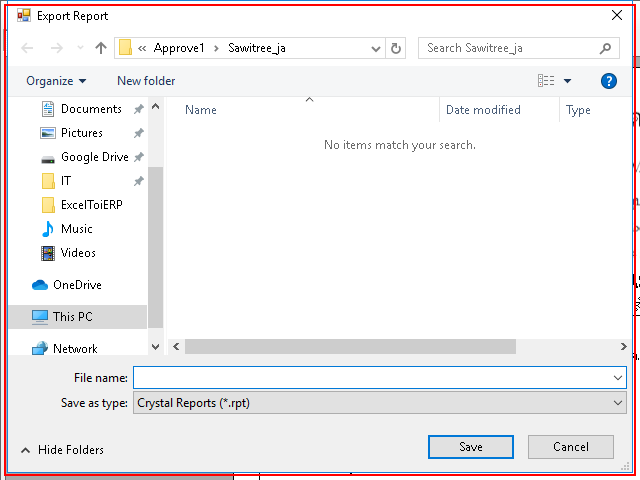 Export Report
« Approve1 › Sawitree_ja
Search Sawitree_ja
Organize
New folder
?
Documents
Pictures
Google Drive
IT
ExcelToiERP
Music
Videos
OneDrive
This PC
Network
Name
Date modified
Type
No items match your search.
File name:
Save as type: Crystal Reports (*.rpt)
Hide Folders
Save
Cancel